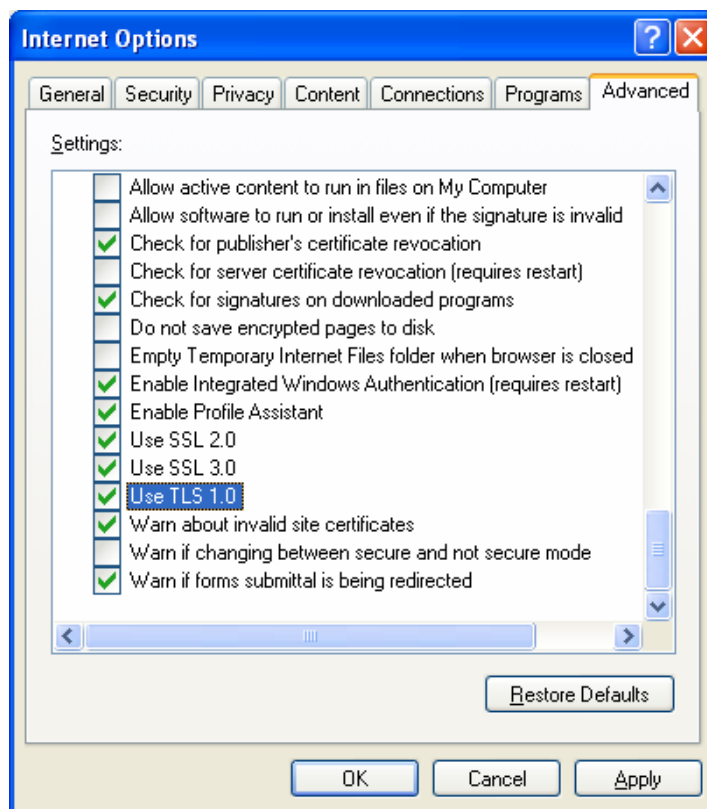 Internet Options
General Security Privacy Content Connections Programs Advanced
Settings:
Allow active content to run in files on My Computer
Allow software to run or install even if the signature is invalid
Check for publisher's certificate revocation
Check for server certificate revocation (requires restart)
Check for signatures on downloaded programs
Do not save encrypted pages to disk
Empty Temporary Internet Files folder when browser is closed
Enable Integrated Windows Authentication (requires restart)
Enable Profile Assistant
Use SSL 2.0
Use SSL 3.0
Use TLS 1.0
Warn about invalid site certificates
Warn if changing between secure and not secure mode
Warn if forms submittal is being redirected
Restore Defaults
OK Cancel Apply